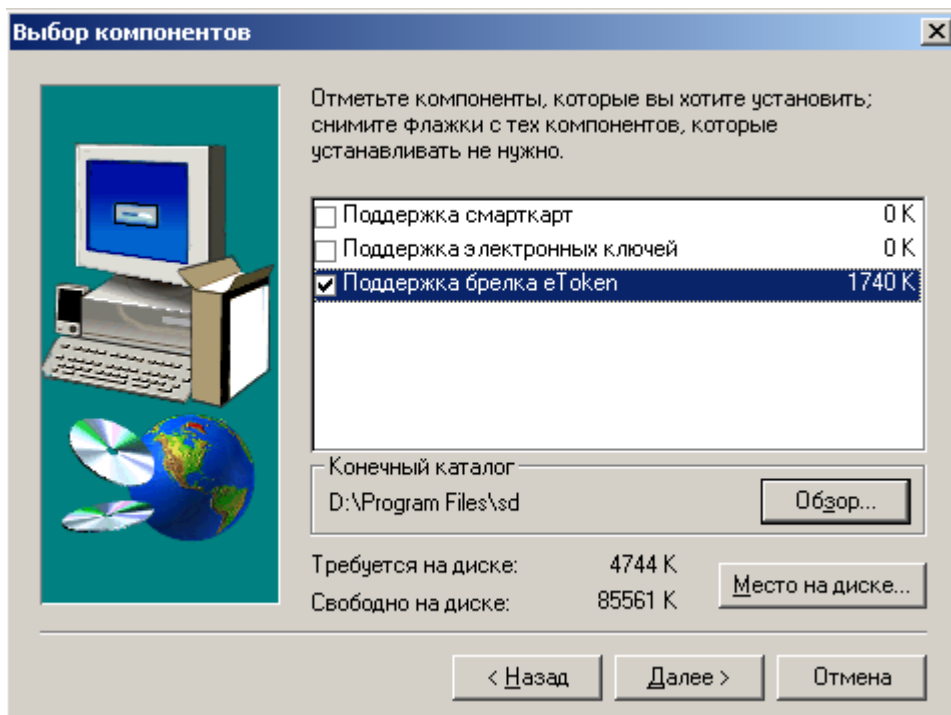 Выбор компонентов
Отметьте компоненты, которые вы хотите установить;
снимите флажки с тех компонентов, которые
устанавливать не нужно.
Поддержка смарткарт 0 K
Поддержка электронных ключей 0 K
Поддержка брелка eToken 1740 K
Конечный каталог
D:\Program Files\sd
Обзор...
Требуется на диске: 4744 K
Свободно на диске: 85561 K
Место на диске...
< Назад
Далее >
Отмена